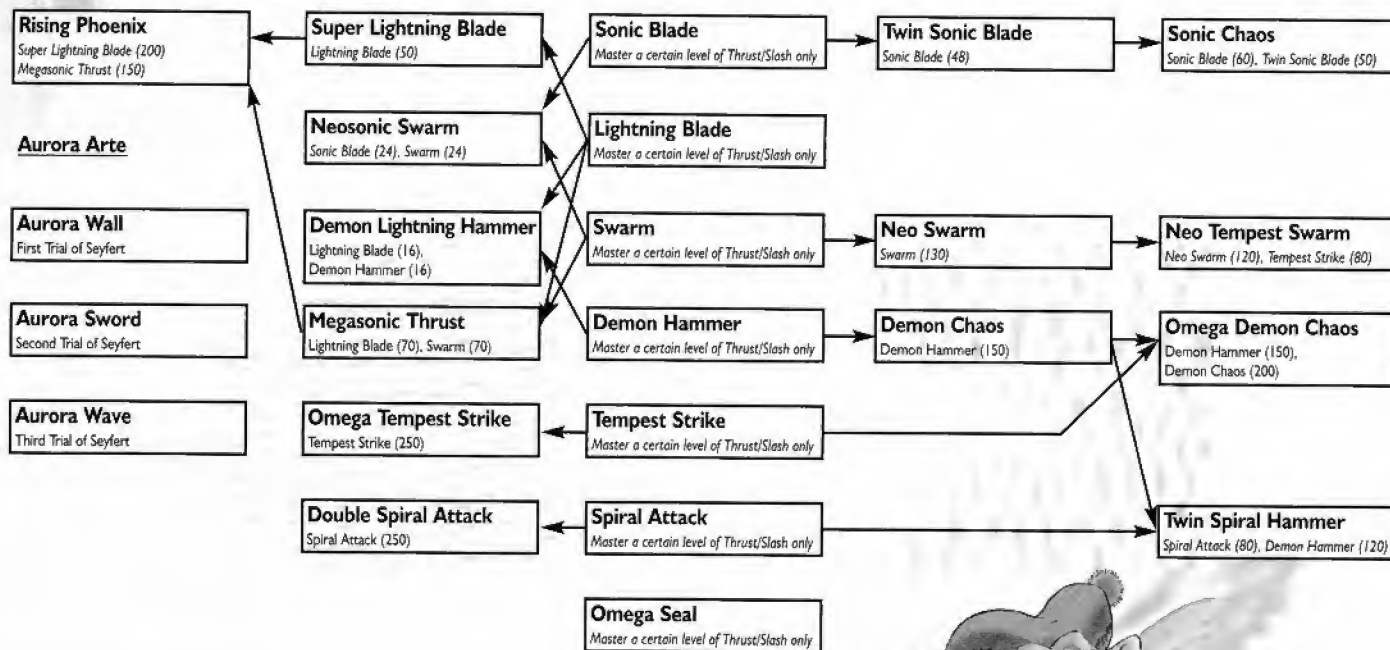 Rising Phoenix
Super Lightning Blade (200)
Megasonic Thrust (150)
Super Lightning Blade
Lightning Blade (50)
Sonic Blade
Master a certain level of Thrust/Slash only
Twin Sonic Blade
Sonic Blade (48)
Sonic Chaos
Sonic Blade (60), Twin Sonic Blade (50)
Aurora Arte
Neosonic Swarm
Sonic Blade (24), Swarm (24)
Lightning Blade
Master a certain level of Thrust/Slash only
Aurora Wall
First Trial of Seyfert
Demon Lightning Hammer
Lightning Blade (16),
Demon Hammer (16)
Swarm
Master a certain level of Thrust/Slash only
Neo Swarm
Swarm (130)
Neo Tempest Swarm
Neo Swarm (120), Tempest Strike (80)
Aurora Sword
Second Trial of Seyfert
Megasonic Thrust
Lightning Blade (70), Swarm (70)
Demon Hammer
Master a certain level of Thrust/Slash only
Demon Chaos
Demon Hammer (150)
Omega Demon Chaos
Demon Hammer (150),
Demon Chaos (200)
Aurora Wave
Third Trial of Seyfert
Omega Tempest Strike
Tempest Strike (250)
Tempest Strike
Master a certain level of Thrust/Slash only
Double Spiral Attack
Spiral Attack (250)
Spiral Attack
Master a certain level of Thrust/Slash only
Twin Spiral Hammer
Spiral Attack (80), Demon Hammer (120)
Omega Seal
Master a certain level of Thrust/Slash only